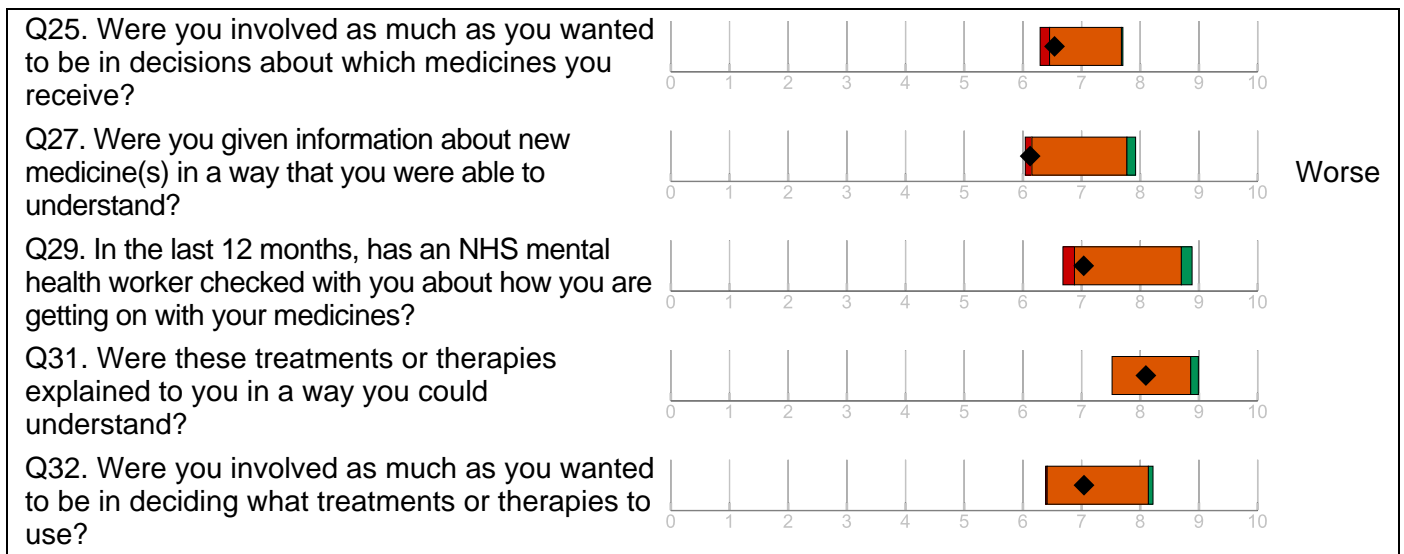 Q25. Were you involved as much as you wanted
to be in decisions about which medicines you
receive?
0 1 2 3 4 5 6 7 8 9 10
Q27. Were you given information about new
medicine(s) in a way that you were able to
understand?
0 1 2 3 4 5 6 7 8 9 10
Worse
Q29. In the last 12 months, has an NHS mental
health worker checked with you about how you are
getting on with your medicines?
0 1 2 3 4 5 6 7 8 9 10
Q31. Were these treatments or therapies
explained to you in a way you could
understand?
0 1 2 3 4 5 6 7 8 9 10
Q32. Were you involved as much as you wanted
to be in deciding what treatments or therapies to
use?
0 1 2 3 4 5 6 7 8 9 10